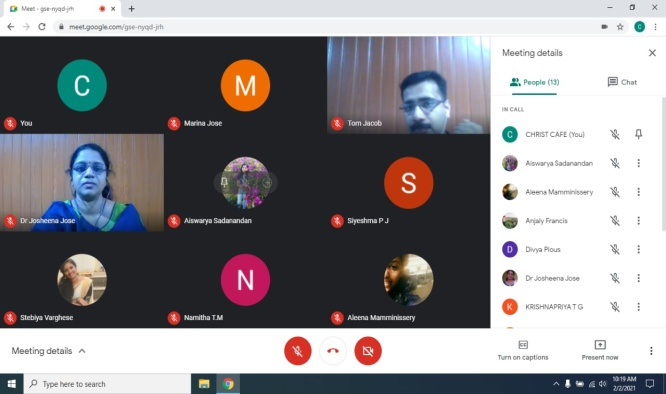 Meet - gse-nyqd-jrh
meet.google.com/gse-nyqd-jrh
C
Meeting details
C
M
People (13)
Chat
You
Marina Jose
Tom Jacob
IN CALL
C
CHRIST CAFE (You)
Aiswarya Sadanandan
S
Aleena Mamminissery
Dr Josheena Jose
Aiswarya Sadanandan
Siyeshma P J
Anjaly Francis
D
Divya Pious
N
Dr Josheena Jose
K
KRISHNAPRIYA T G
Stebiya Varghese
Namitha T.M
Aleena Mamminissery
Meeting details
Turn on captions
Present now
Type here to search
10:19 AM
2/2/2021